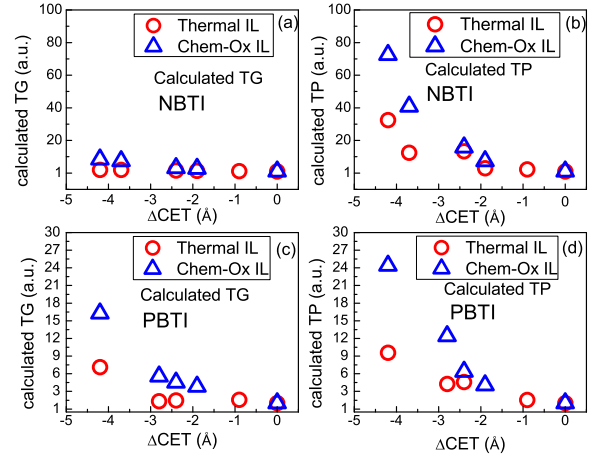 Thermal IL
Chem-Ox IL
(a)
Calculated TG
NBTI
calculated TG (a.u.)
100
80
60
40
20
1
-5 -4 -3 -2 -1 0
ΔCET (Å)
Thermal IL
Chem-Ox IL
(b)
Calculated TP
NBTI
calculated TP (a.u.)
100
80
60
40
20
1
-5 -4 -3 -2 -1 0
ΔCET (Å)
Thermal IL
Chem-Ox IL
(c)
Calculated TG
PBTI
calculated TG (a.u.)
30
27
24
21
18
15
12
9
6
3
1
-5 -4 -3 -2 -1 0
ΔCET (Å)
Thermal IL
Chem-Ox IL
(d)
Calculated TP
PBTI
calculated TP (a.u.)
30
27
24
21
18
15
12
9
6
3
1
-5 -4 -3 -2 -1 0
ΔCET (Å)